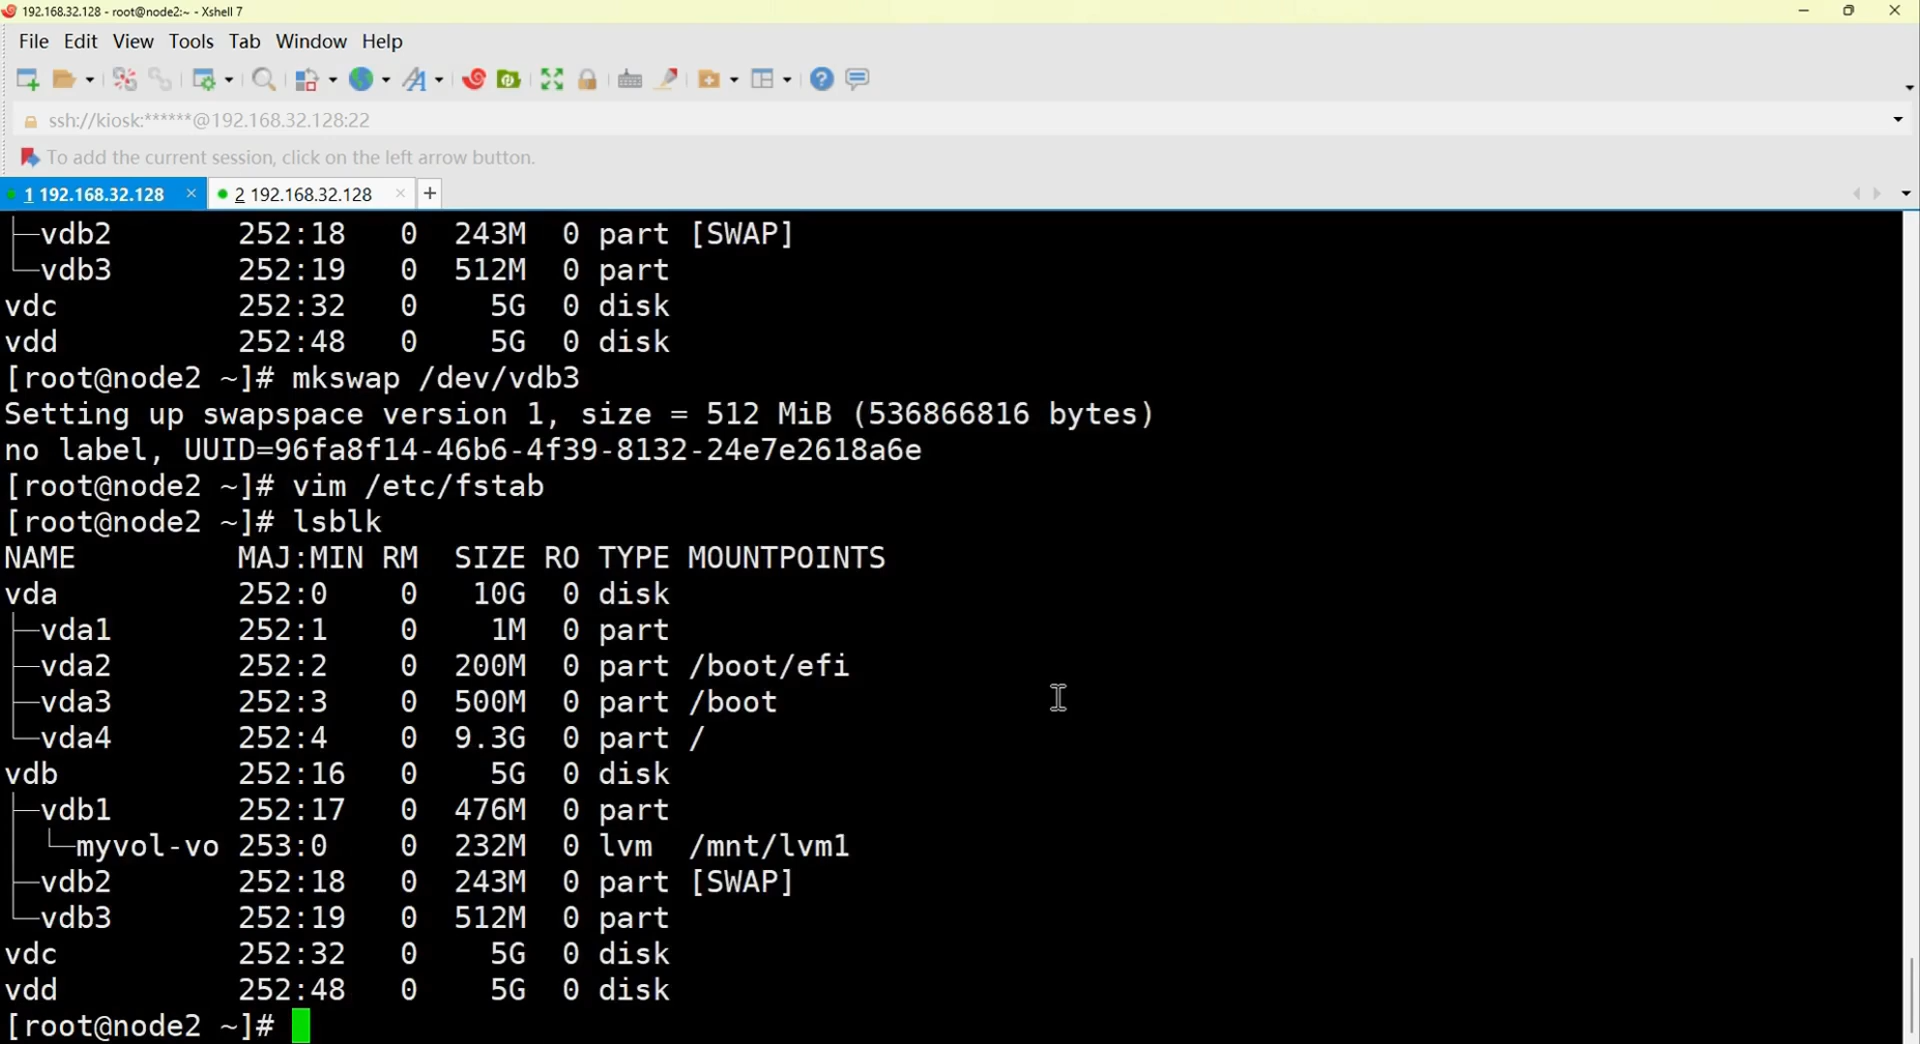 192.168.32.128 - root@node2:~ - Xshell 7
File Edit View Tools Tab Window Help
ssh://kiosk:******@192.168.32.128:22
To add the current session, click on the left arrow button.
1 192.168.32.128 × 2 192.168.32.128 × +
├─vdb2 252:18 0 243M 0 part [SWAP]
└─vdb3 252:19 0 512M 0 part
vdc 252:32 0 5G 0 disk
vdd 252:48 0 5G 0 disk
[root@node2 ~]# mkswap /dev/vdb3
Setting up swapspace version 1, size = 512 MiB (536866816 bytes)
no label, UUID=96fa8f14-46b6-4f39-8132-24e7e2618a6e
[root@node2 ~]# vim /etc/fstab
[root@node2 ~]# lsblk
NAME MAJ:MIN RM SIZE RO TYPE MOUNTPOINTS
vda 252:0 0 10G 0 disk
├─vda1 252:1 0 1M 0 part
├─vda2 252:2 0 200M 0 part /boot/efi
├─vda3 252:3 0 500M 0 part /boot
└─vda4 252:4 0 9.3G 0 part /
vdb 252:16 0 5G 0 disk
├─vdb1 252:17 0 476M 0 part
│ └─myvol-vo 253:0 0 232M 0 lvm /mnt/lvm1
├─vdb2 252:18 0 243M 0 part [SWAP]
└─vdb3 252:19 0 512M 0 part
vdc 252:32 0 5G 0 disk
vdd 252:48 0 5G 0 disk
[root@node2 ~]#